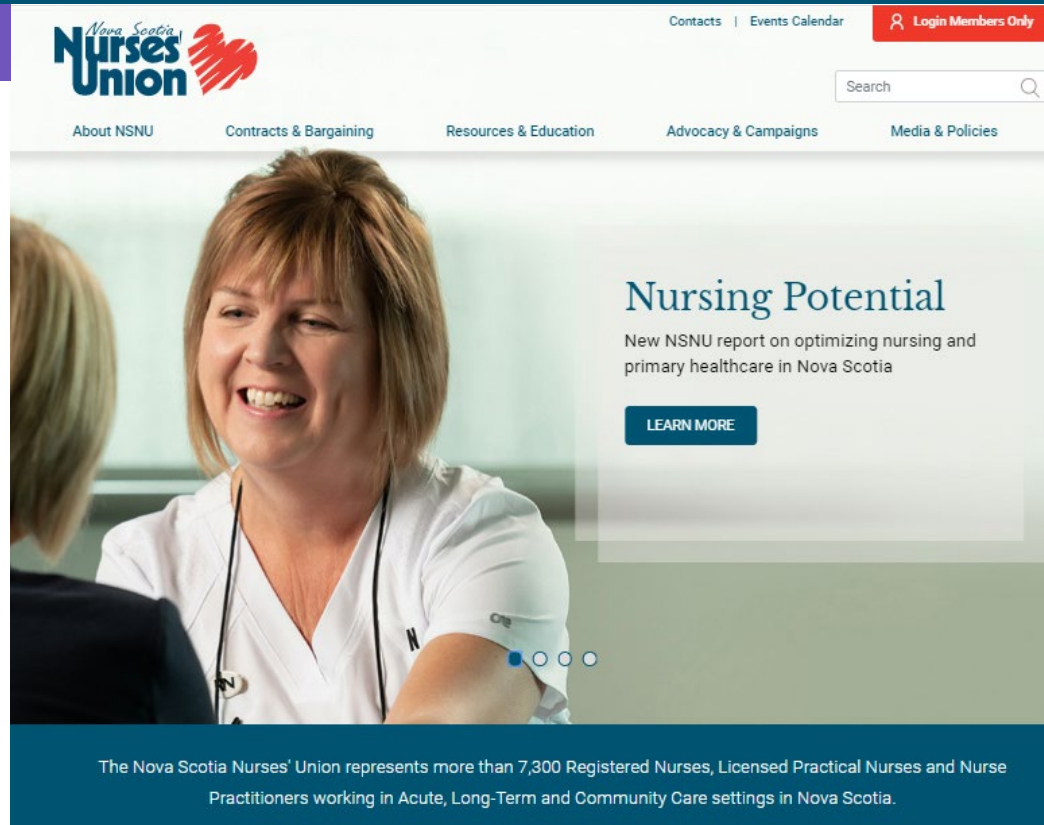 Nova Scotia
Nurses'
Union
Contacts | Events Calendar
Login Members Only
Search
About NSNU
Contracts & Bargaining
Resources & Education
Advocacy & Campaigns
Media & Policies
Nursing Potential
New NSNU report on optimizing nursing and
primary healthcare in Nova Scotia
LEARN MORE
N
The Nova Scotia Nurses' Union represents more than 7,300 Registered Nurses, Licensed Practical Nurses and Nurse
Practitioners working in Acute, Long-Term and Community Care settings in Nova Scotia.